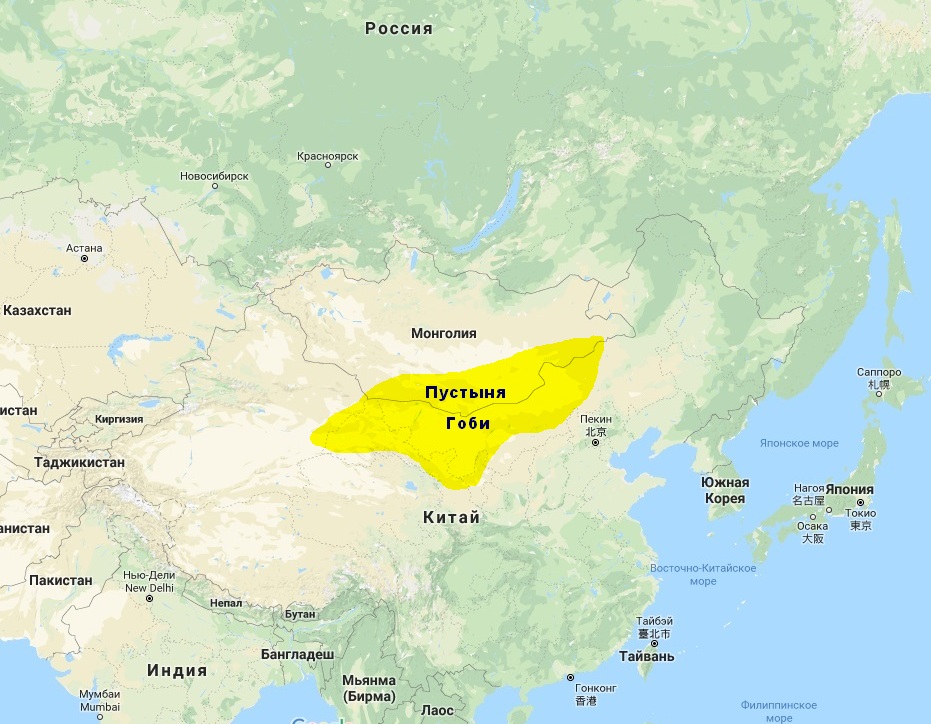 Россия
Красноярск
Новосибирск
Астана
Казахстан
Монголия
Саппоро
札幌
Пустыня
Гоби
истан
Киргизия
Пекин
北京
Японское море
Таджикистан
Южная
Корея
Нагоя
名古屋
Япония
Токио
東京
Осака
大阪
Китай
анистан
Восточно-Китайское
море
Пакистан
Нью-Дели
New Delhi
Непал
Бутан
Тайбэй
臺北市
Тайвань
Бангладеш
Индия
Мьянма
(Бирма)
Мумбаи
Mumbai
Гонконг
香港
Лаос
Филиппинское
море